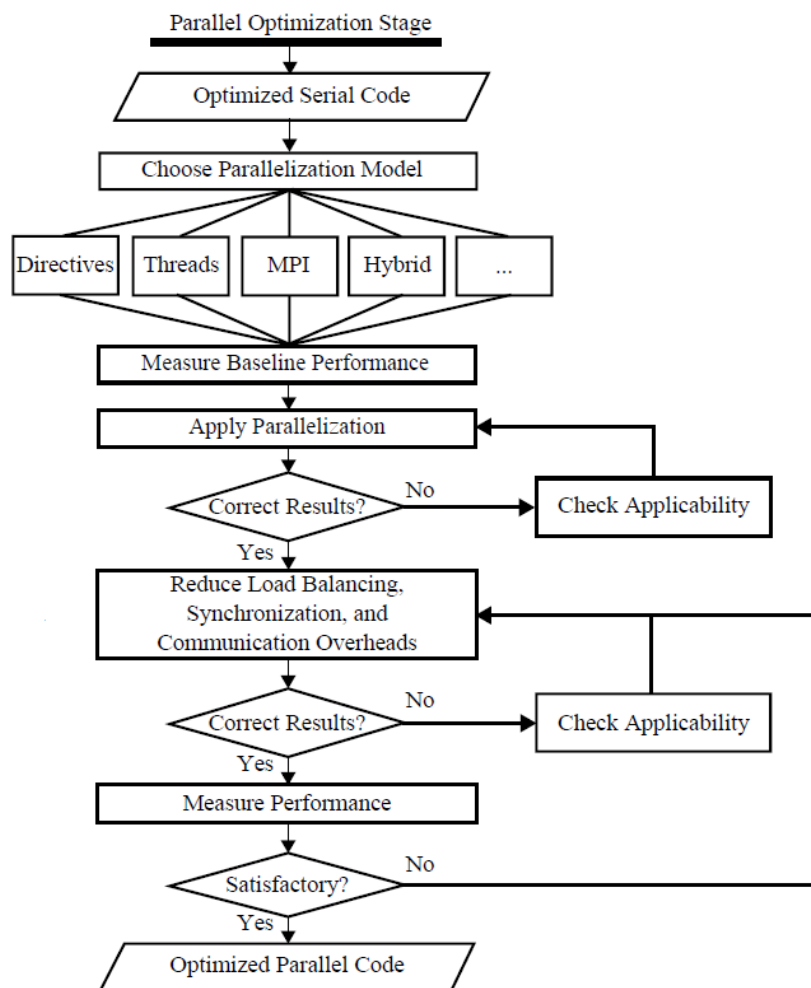 Parallel Optimization Stage
Optimized Serial Code
Choose Parallelization Model
Directives
Threads
MPI
Hybrid
...
Measure Baseline Performance
Apply Parallelization
Correct Results?
No
Check Applicability
Yes
Reduce Load Balancing,
Synchronization, and
Communication Overheads
Correct Results?
No
Check Applicability
Yes
Measure Performance
Satisfactory?
No
Yes
Optimized Parallel Code